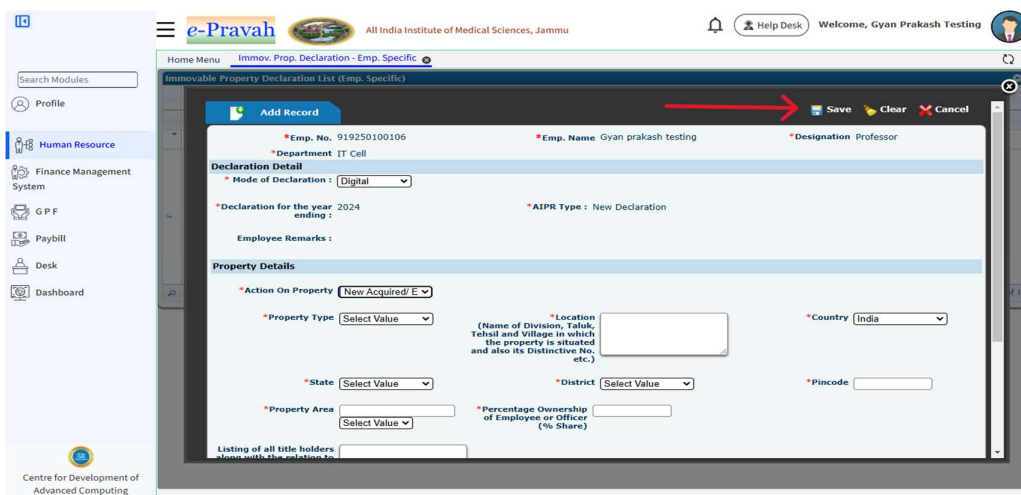 e-Pravah
All India Institute of Medical Sciences, Jammu
Help Desk
Welcome, Gyan Prakash Testing
Home Menu
Immov. Prop. Declaration - Emp. Specific
Search Modules
Profile
Human Resource
Finance Management
System
G P F
Paybill
Desk
Dashboard
Centre for Development of
Advanced Computing
Immovable Property Declaration List (Emp. Specific)
Add Record
Save Clear Cancel
*Emp. No. 919250100106 *Emp. Name Gyan prakash testing *Designation Professor
*Department IT Cell
Declaration Detail
* Mode of Declaration : Digital
*Declaration for the year 2024 *AIPR Type : New Declaration
ending :
Employee Remarks :
Property Details
*Action On Property New Acquired/ E
*Property Type Select Value *Location *Country India
(Name of Division, Taluk,
Tehsil and Village in which
the property is situated
and also its Distinctive No.
etc.)
*State Select Value *District Select Value *Pincode
*Property Area *Percentage Ownership
of Employee or Officer
Select Value (% Share)
Listing of all title holders
along with the relation to